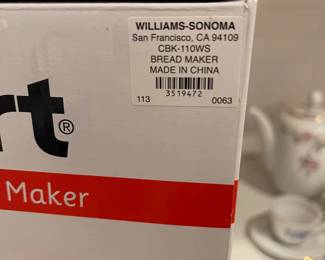 WILLIAMS-SONOMA
San Francisco, CA 94109
CBK-110WS
BREAD MAKER
MADE IN CHINA
3519472
113 0063
rt®
Maker